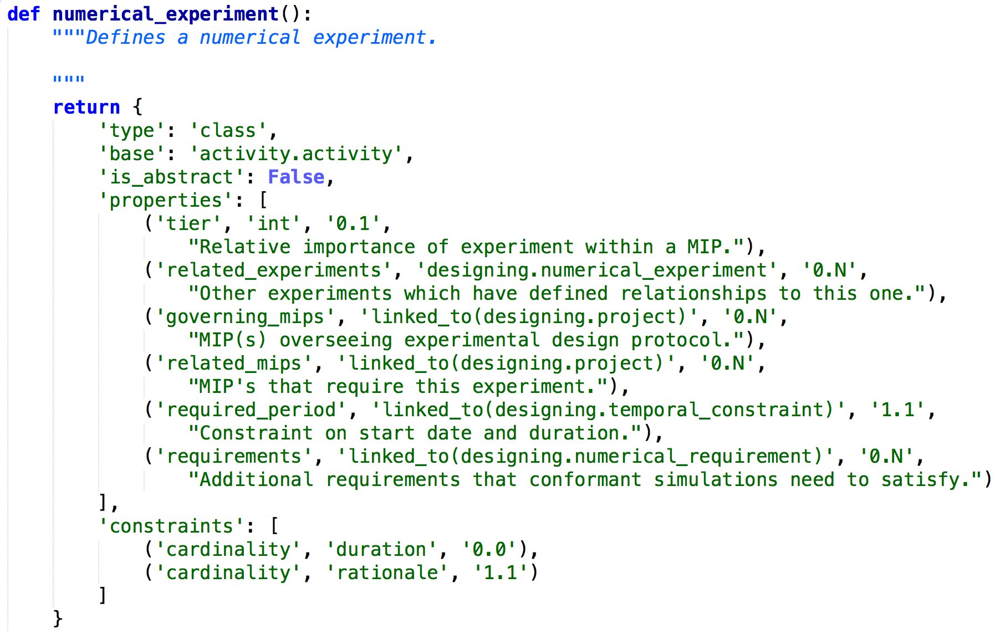 def numerical_experiment():
    """Defines a numerical experiment.

    """
    return {
        'type': 'class',
        'base': 'activity.activity',
        'is_abstract': False,
        'properties': [
            ('tier', 'int', '0.1',
                "Relative importance of experiment within a MIP."),
            ('related_experiments', 'designing.numerical_experiment', '0.N',
                "Other experiments which have defined relationships to this one."),
            ('governing_mips', 'linked_to(designing.project)', '0.N',
                "MIP(s) overseeing experimental design protocol."),
            ('related_mips', 'linked_to(designing.project)', '0.N',
                "MIP's that require this experiment."),
            ('required_period', 'linked_to(designing.temporal_constraint)', '1.1',
                "Constraint on start date and duration."),
            ('requirements', 'linked_to(designing.numerical_requirement)', '0.N',
                "Additional requirements that conformant simulations need to satisfy.")
        ],
        'constraints': [
            ('cardinality', 'duration', '0.0'),
            ('cardinality', 'rationale', '1.1')
        ]
    }